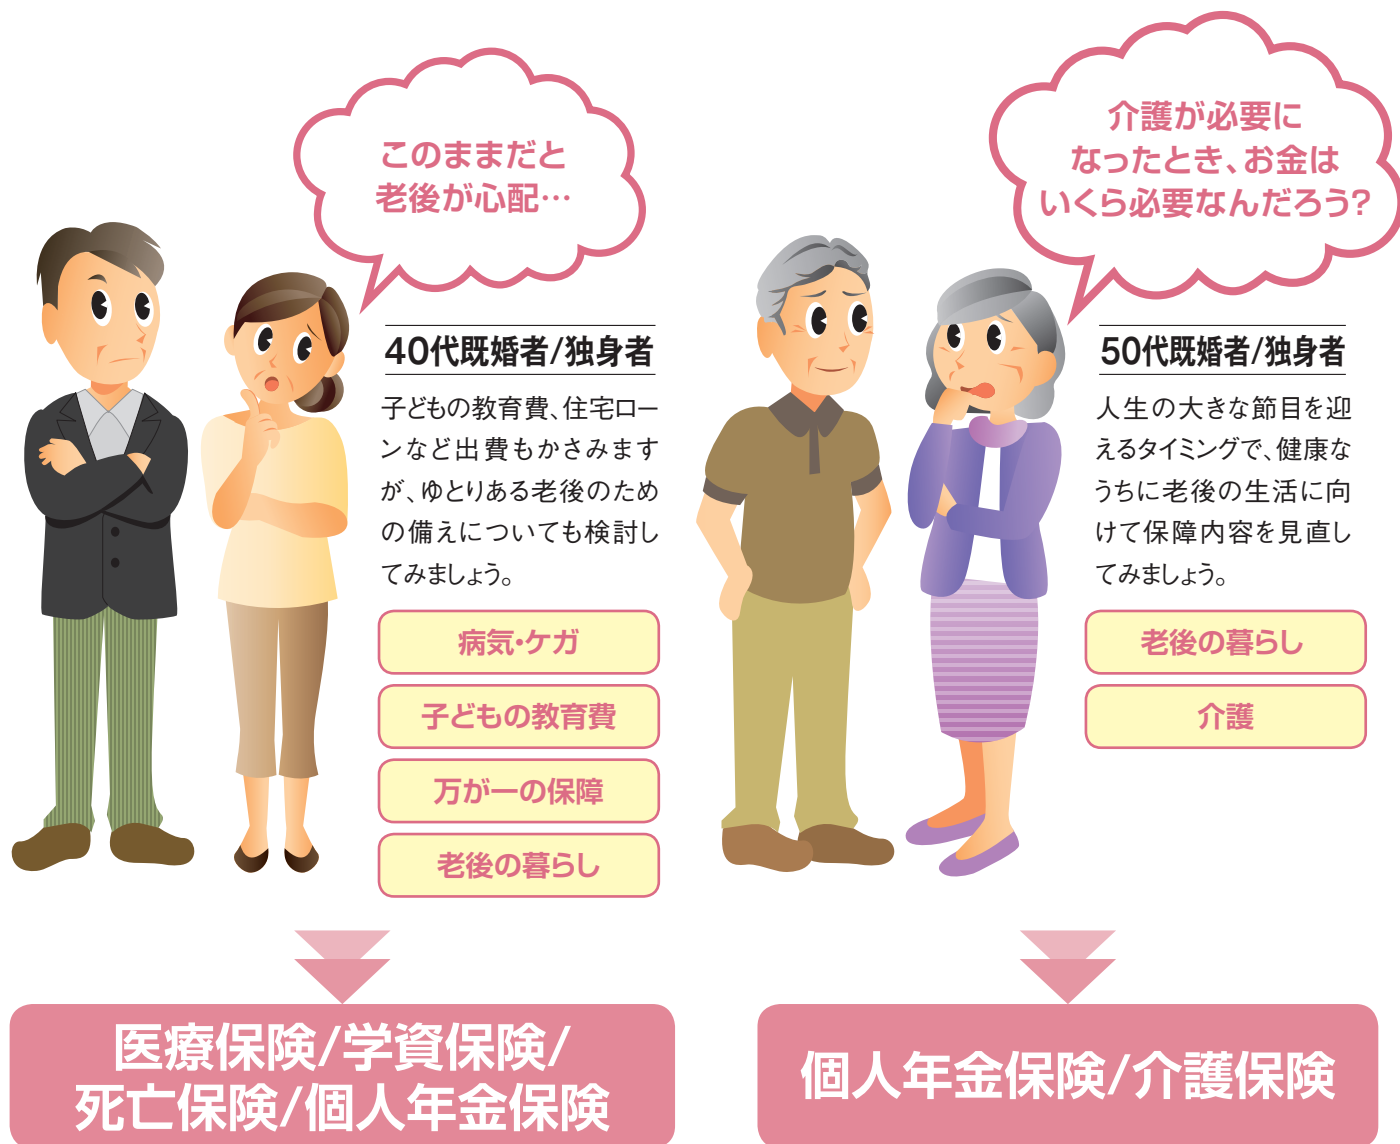 このままだと
老後が心配…
40代既婚者/独身者
子どもの教育費、住宅ロー
ンなど出費もかさみます
が、ゆとりある老後のため
の備えについても検討し
てみましょう。
病気・ケガ
子どもの教育費
万が一の保障
老後の暮らし
医療保険/学資保険/
死亡保険/個人年金保険
介護が必要に
なったとき、お金は
いくら必要なんだろう?
50代既婚者/独身者
人生の大きな節目を迎
えるタイミングで、健康な
うちに老後の生活に向
けて保障内容を見直し
てみましょう。
老後の暮らし
介護
個人年金保険/介護保険